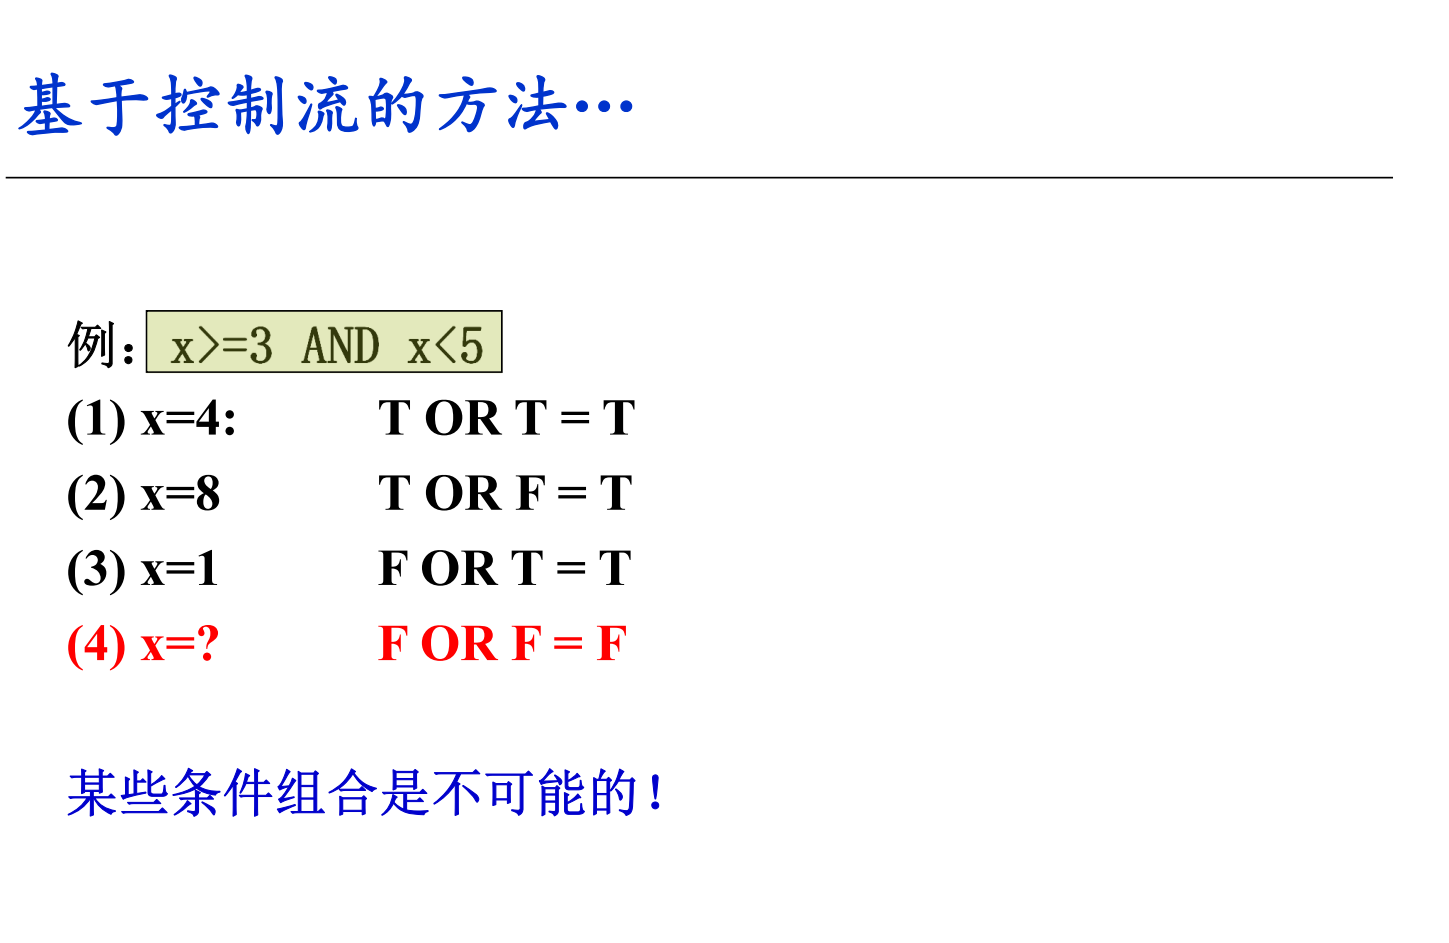 基于控制流的方法…
例: x>=3 AND x<5
(1) x=4: T OR T = T
(2) x=8 T OR F = T
(3) x=1 F OR T = T
(4) x=? F OR F = F
某些条件组合是不可能的!